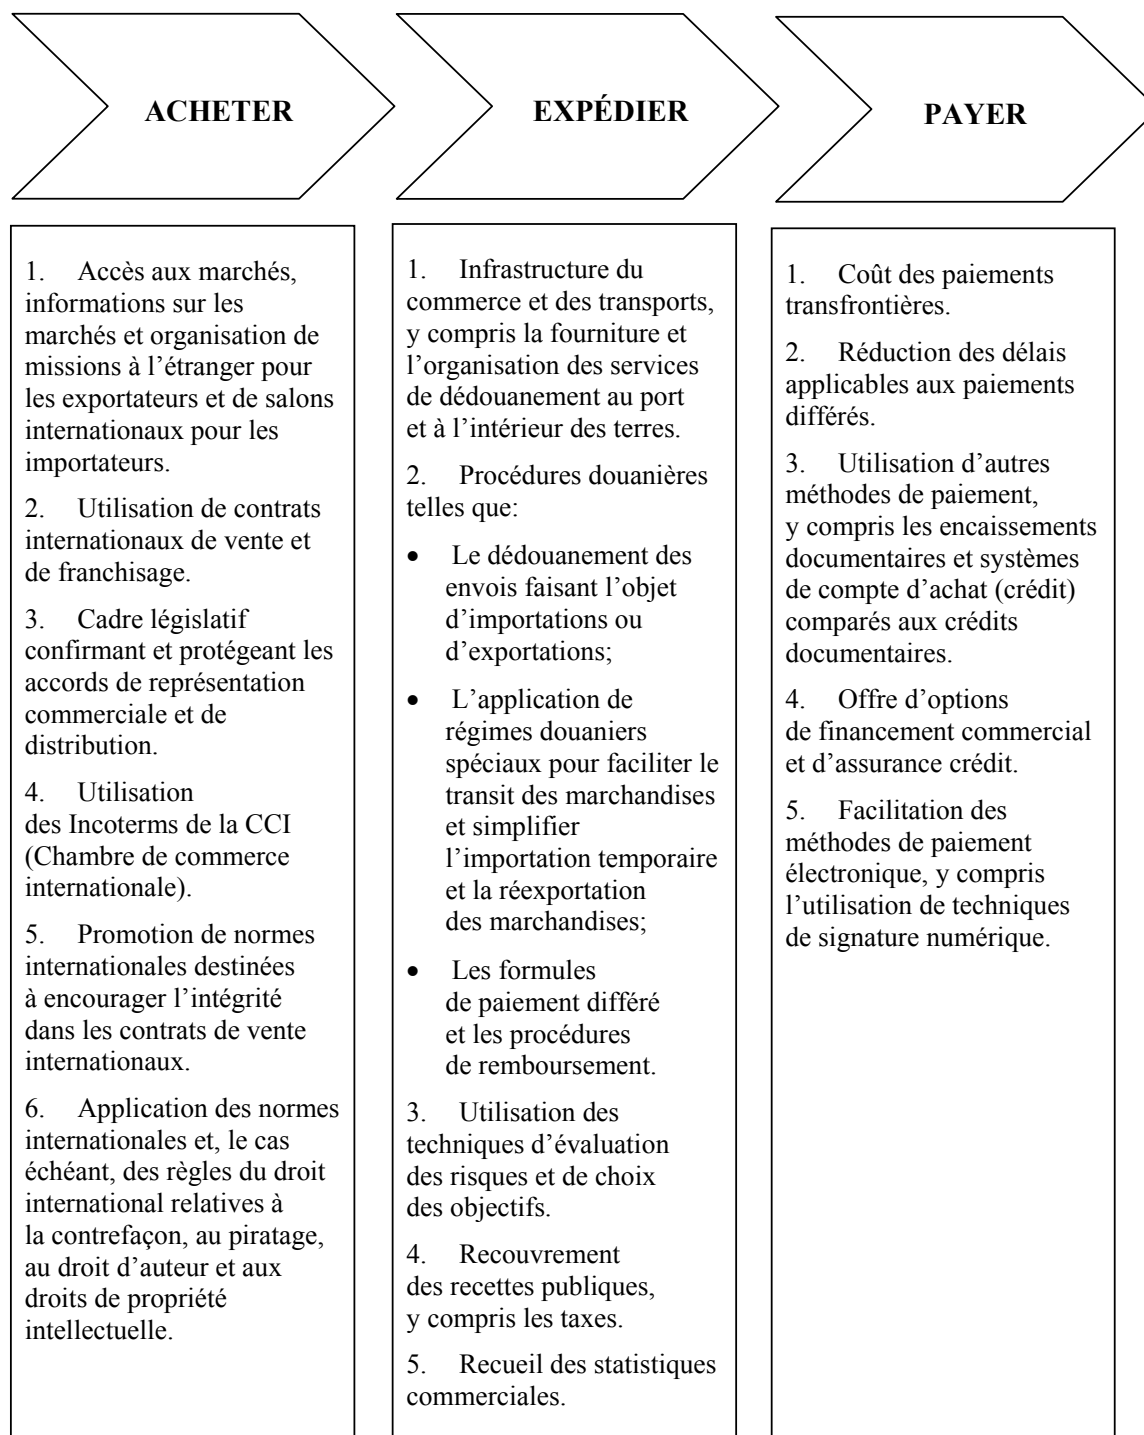 ACHETER
1. Accès aux marchés,
informations sur les
marchés et organisation de
missions à l’étranger pour
les exportateurs et de salons
internationaux pour les
importateurs.
2. Utilisation de contrats
internationaux de vente et
de franchisage.
3. Cadre législatif
confirmant et protégeant les
accords de représentation
commerciale et de
distribution.
4. Utilisation
des Incoterms de la CCI
(Chambre de commerce
internationale).
5. Promotion de normes
internationales destinées
à encourager l’intégrité
dans les contrats de vente
internationaux.
6. Application des normes
internationales et, le cas
échéant, des règles du droit
international relatives à
la contrefaçon, au piratage,
au droit d’auteur et aux
droits de propriété
intellectuelle.
EXPÉDIER
1. Infrastructure du
commerce et des transports,
y compris la fourniture et
l’organisation des services
de dédouanement au port
et à l’intérieur des terres.
2. Procédures douanières
telles que:
• Le dédouanement des
envois faisant l’objet
d’importations ou
d’exportations;
• L’application de
régimes douaniers
spéciaux pour faciliter le
transit des marchandises
et simplifier
l’importation temporaire
et la réexportation
des marchandises;
• Les formules
de paiement différé
et les procédures
de remboursement.
3. Utilisation des
techniques d’évaluation
des risques et de choix
des objectifs.
4. Recouvrement
des recettes publiques,
y compris les taxes.
5. Recueil des statistiques
commerciales.
PAYER
1. Coût des paiements
transfrontières.
2. Réduction des délais
applicables aux paiements
différés.
3. Utilisation d’autres
méthodes de paiement,
y compris les encaissements
documentaires et systèmes
de compte d’achat (crédit)
comparés aux crédits
documentaires.
4. Offre d’options
de financement commercial
et d’assurance crédit.
5. Facilitation des
méthodes de paiement
électronique, y compris
l’utilisation de techniques
de signature numérique.